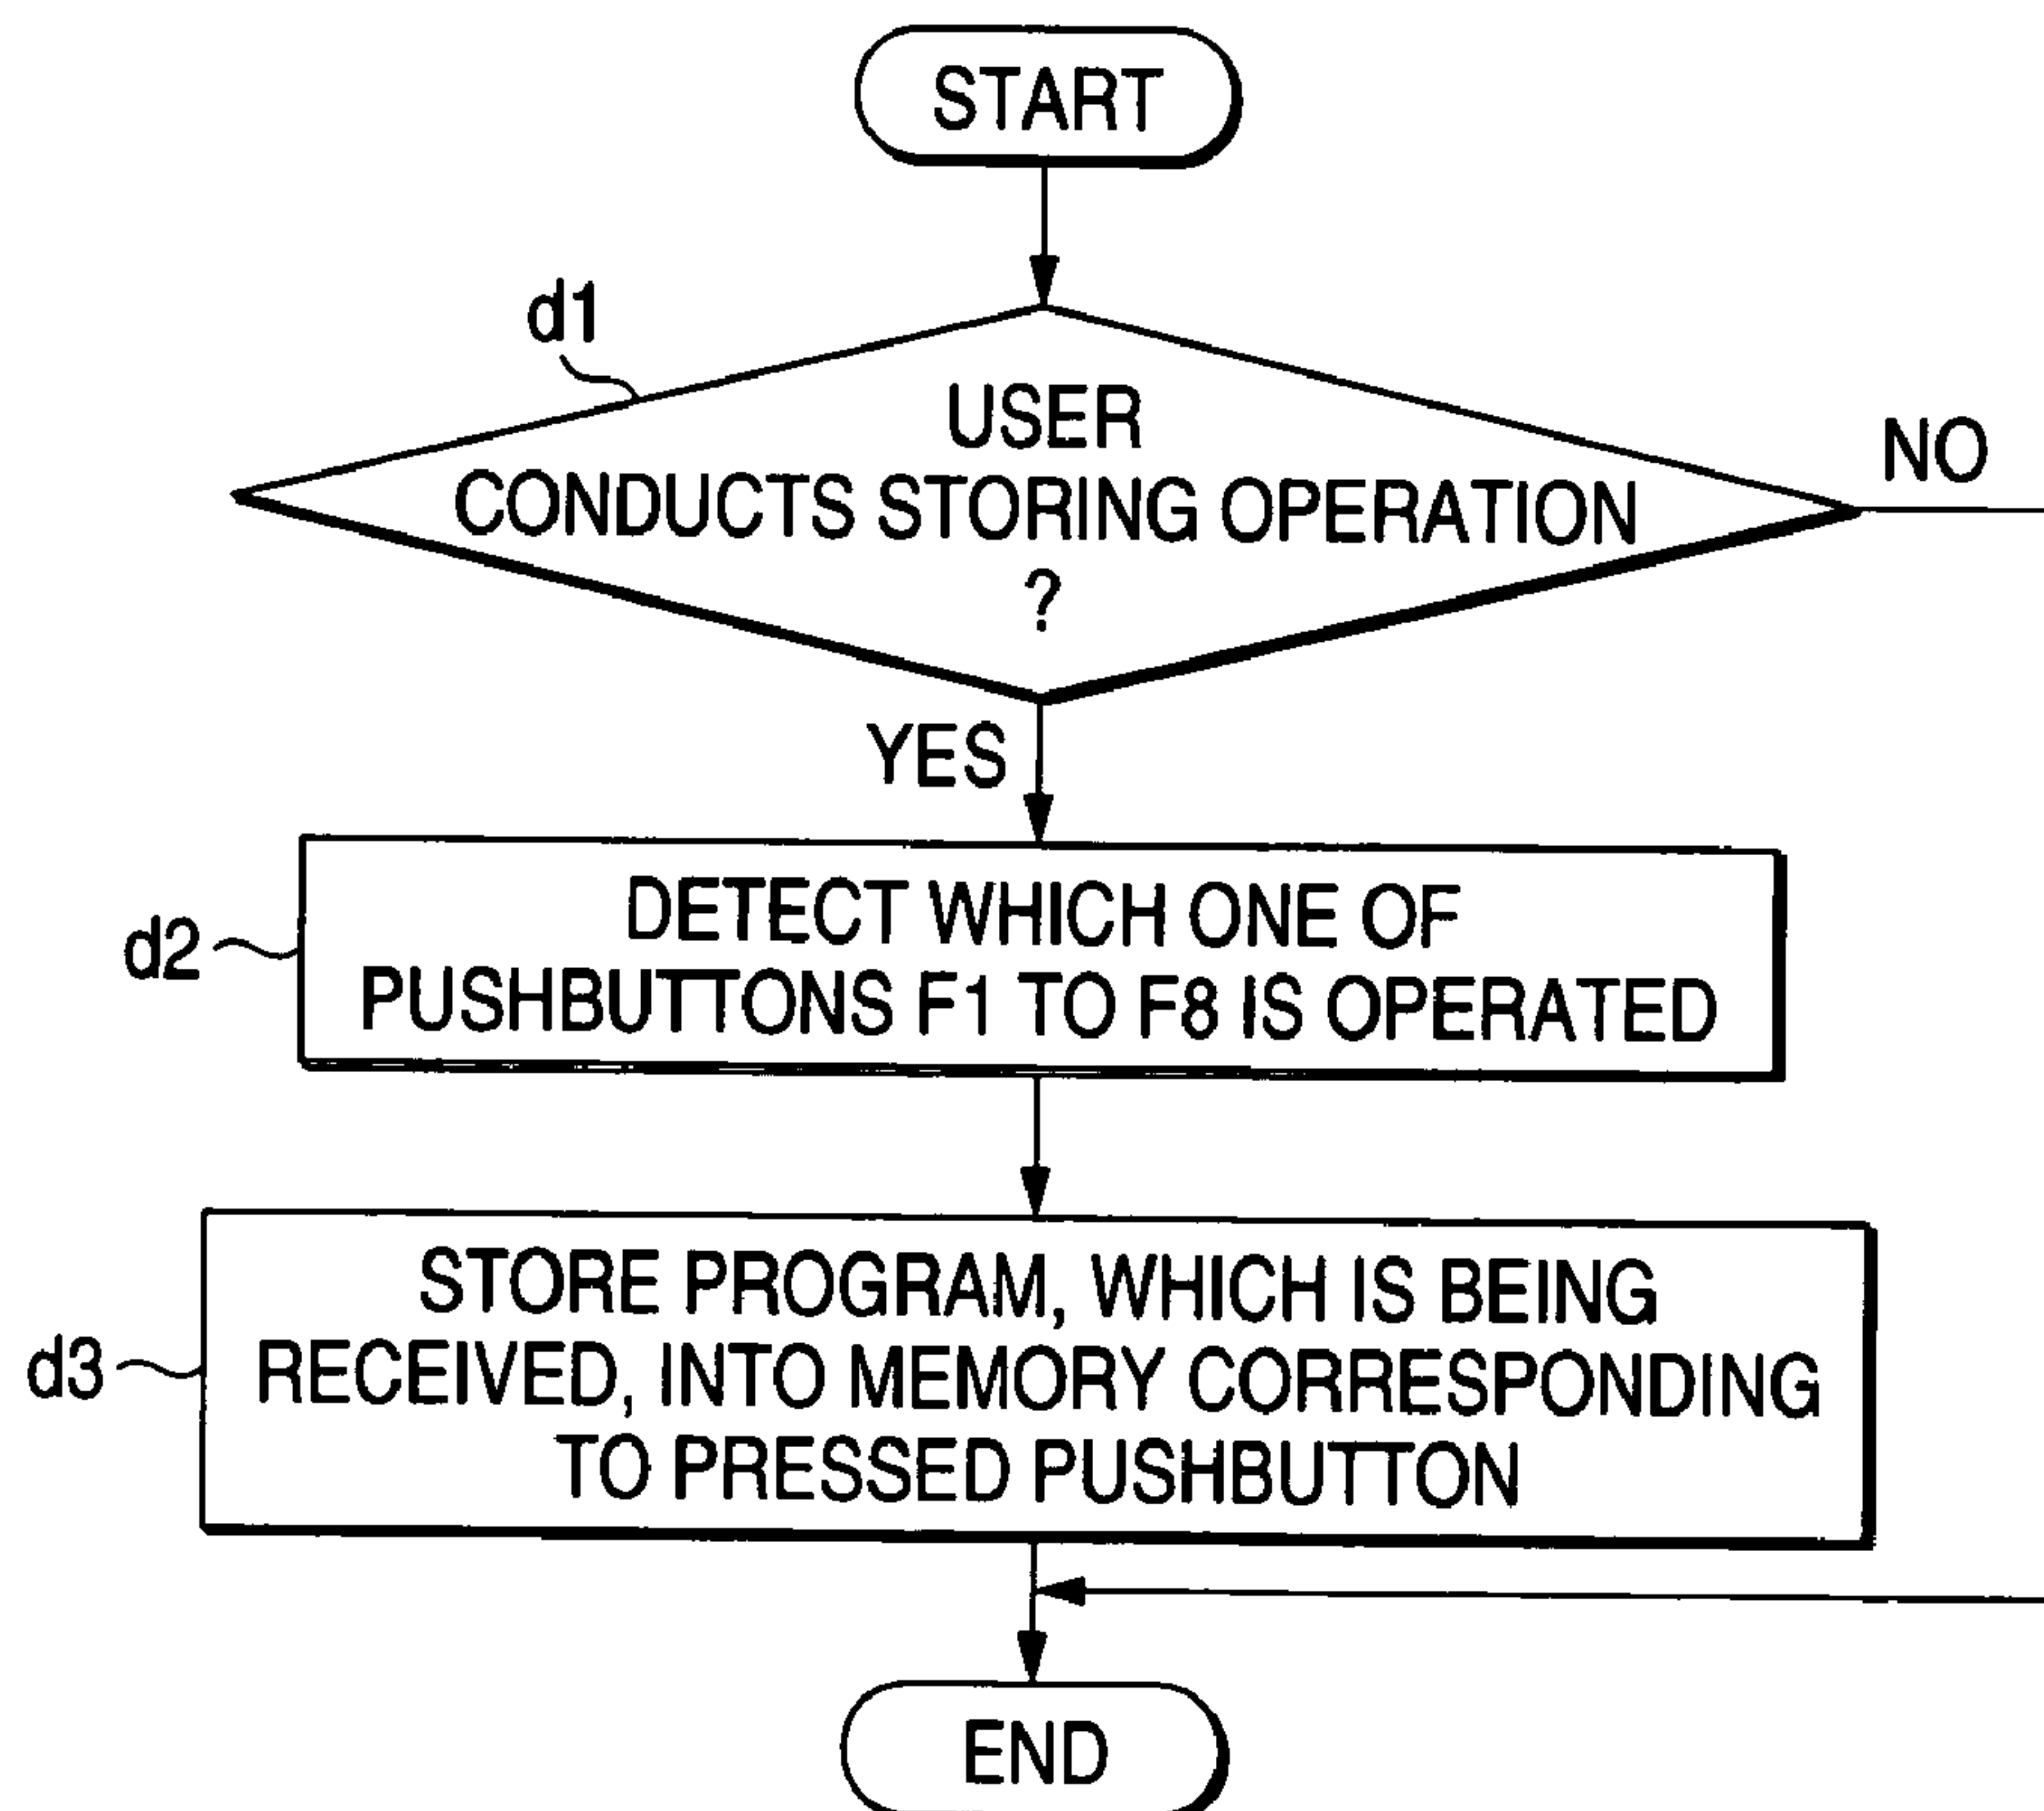 START
d1
USER
CONDUCTS STORING OPERATION
?
NO
YES
d2
DETECT WHICH ONE OF
PUSHBUTTONS F1 TO F8 IS OPERATED
d3
STORE PROGRAM, WHICH IS BEING
RECEIVED, INTO MEMORY CORRESPONDING
TO PRESSED PUSHBUTTON
END